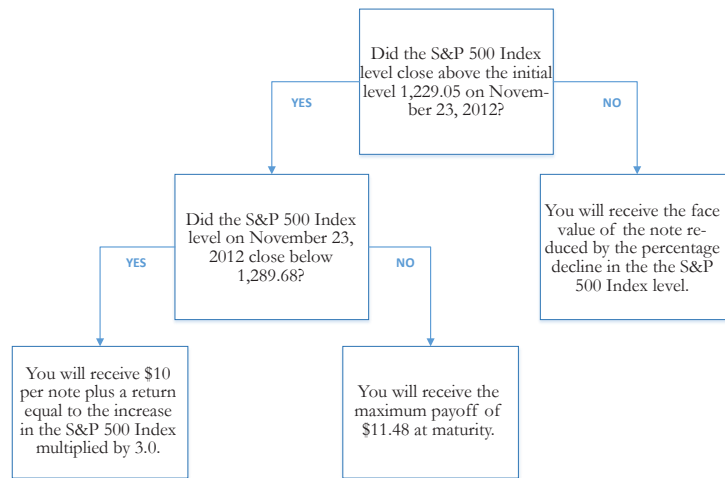 Did the S&P 500 Index
level close above the initial
level 1,229.05 on Novem-
ber 23, 2012?
YES
NO
Did the S&P 500 Index
level on November 23,
2012 close below
1,289.68?
You will receive the face
value of the note re-
duced by the percentage
decline in the the S&P
500 Index level.
YES
NO
You will receive $10
per note plus a return
equal to the increase
in the S&P 500 Index
multiplied by 3.0.
You will receive the
maximum payoff of
$11.48 at maturity.